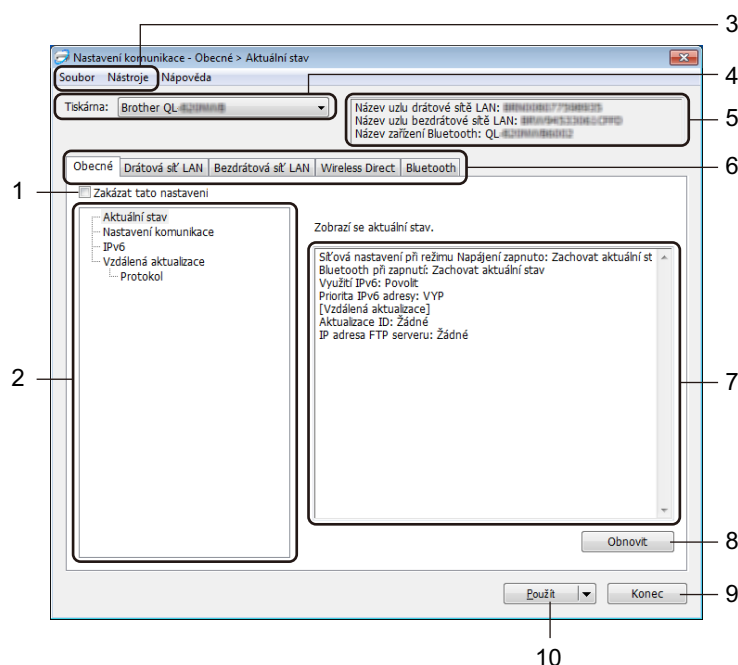 3
Nastavení komunikace - Obecné > Aktuální stav
Soubor Nástroje Nápověda
4
Tiskárna: Brother QL-
Název uzlu drátové sítě LAN:
Název uzlu bezdrátové sítě LAN:
Název zařízení Bluetooth: QL-
5
Obecné Drátová síť LAN Bezdrátová síť LAN Wireless Direct Bluetooth
6
1
Zakázat tato nastaveni
Aktuální stav
Nastavení komunikace
IPv6
Vzdálená aktualizace
Protokol
2
Zobrazí se aktuální stav.
Síťová nastavení při režimu Napájení zapnuto: Zachovat aktuální st
Bluetooth při zapnutí: Zachovat aktuální stav
Využití IPv6: Povolit
Priorita IPv6 adresy: VYP
[Vzdálená aktualizace]
Aktualizace ID: Žádné
IP adresa FTP serveru: Žádné
7
Obnovit
8
Použít
Konec
9
10